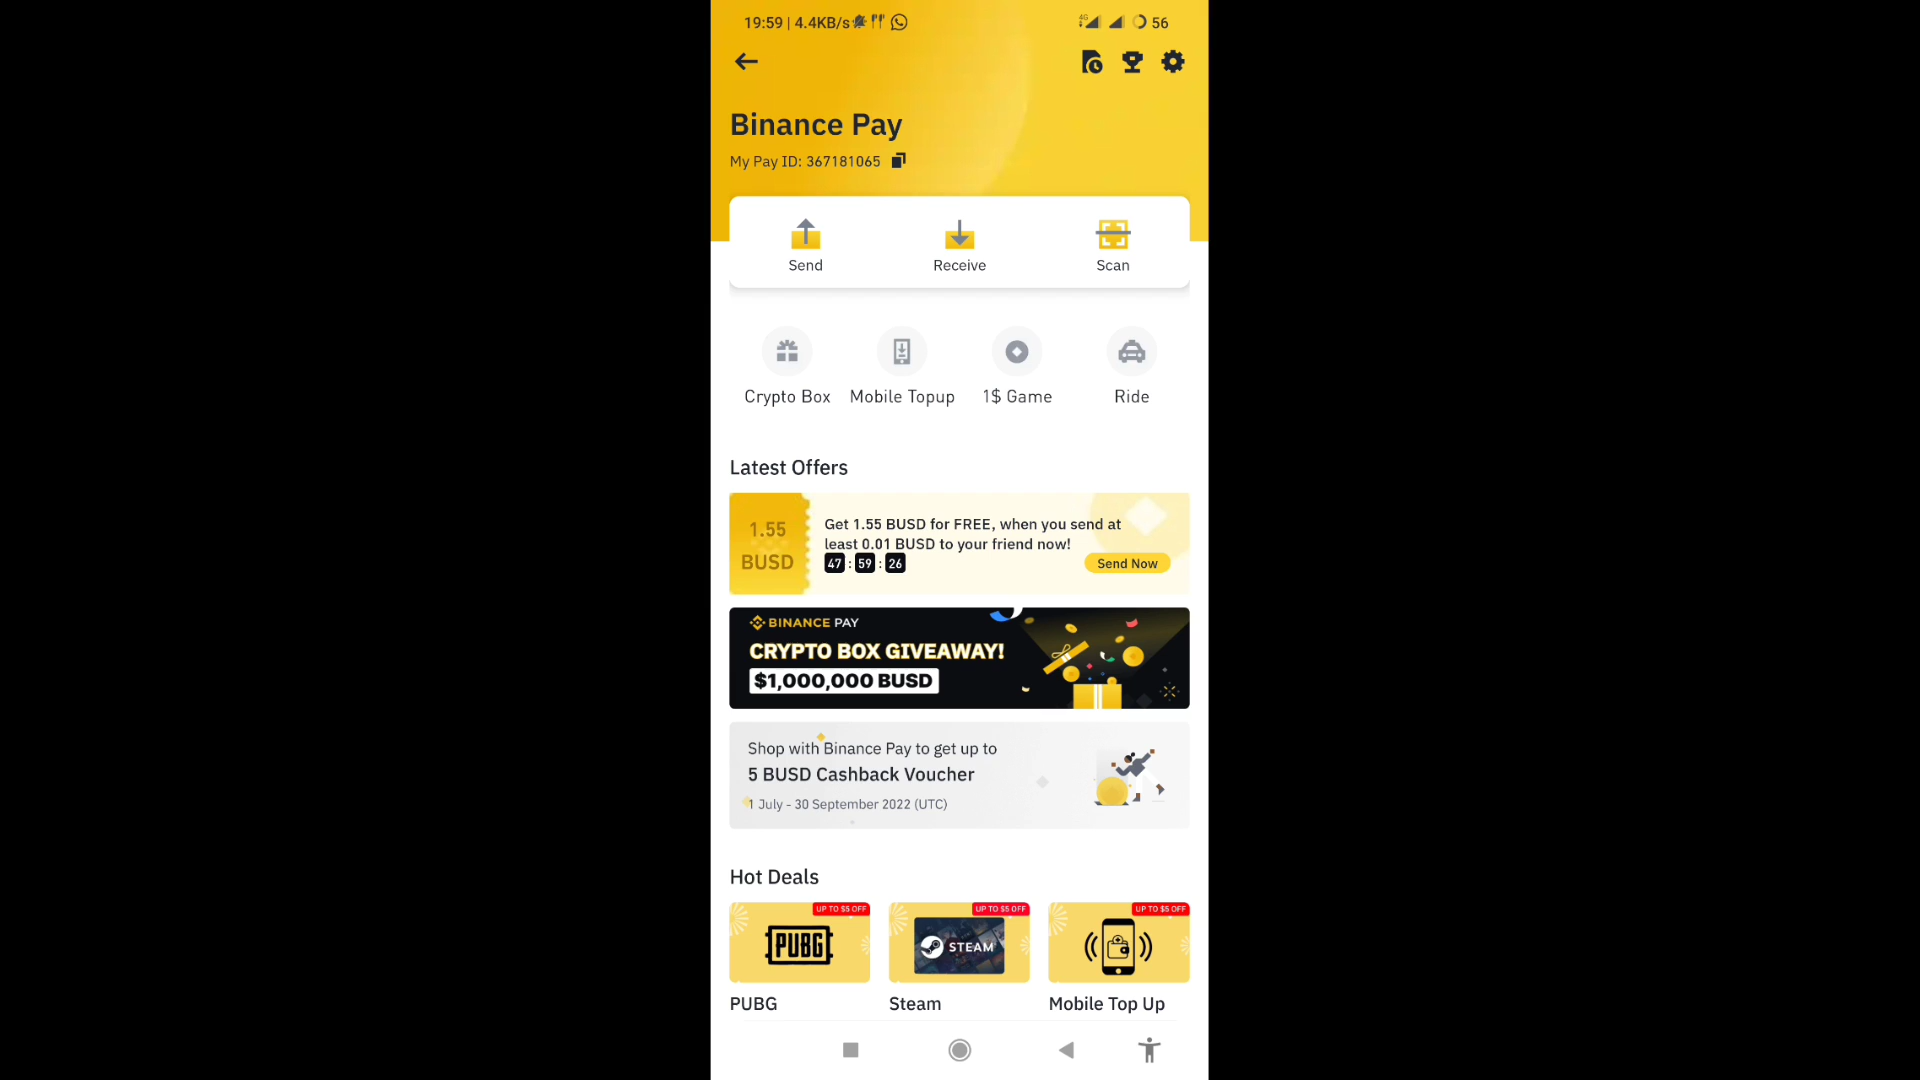 19:59 | 4.4KB/s
4G
56
Binance Pay
My Pay ID: 367181065
Send
Receive
Scan
Crypto Box
Mobile Topup
1$ Game
Ride
Latest Offers
1.55
BUSD
Get 1.55 BUSD for FREE, when you send at
least 0.01 BUSD to your friend now!
47 : 59 : 26
Send Now
BINANCE PAY
CRYPTO BOX GIVEAWAY!
$1,000,000 BUSD
Shop with Binance Pay to get up to
5 BUSD Cashback Voucher
1 July - 30 September 2022 (UTC)
Hot Deals
UP TO $5 OFF
UP TO $5 OFF
UP TO $5 OFF
PUBG
STEAM
PUBG
Steam
Mobile Top Up